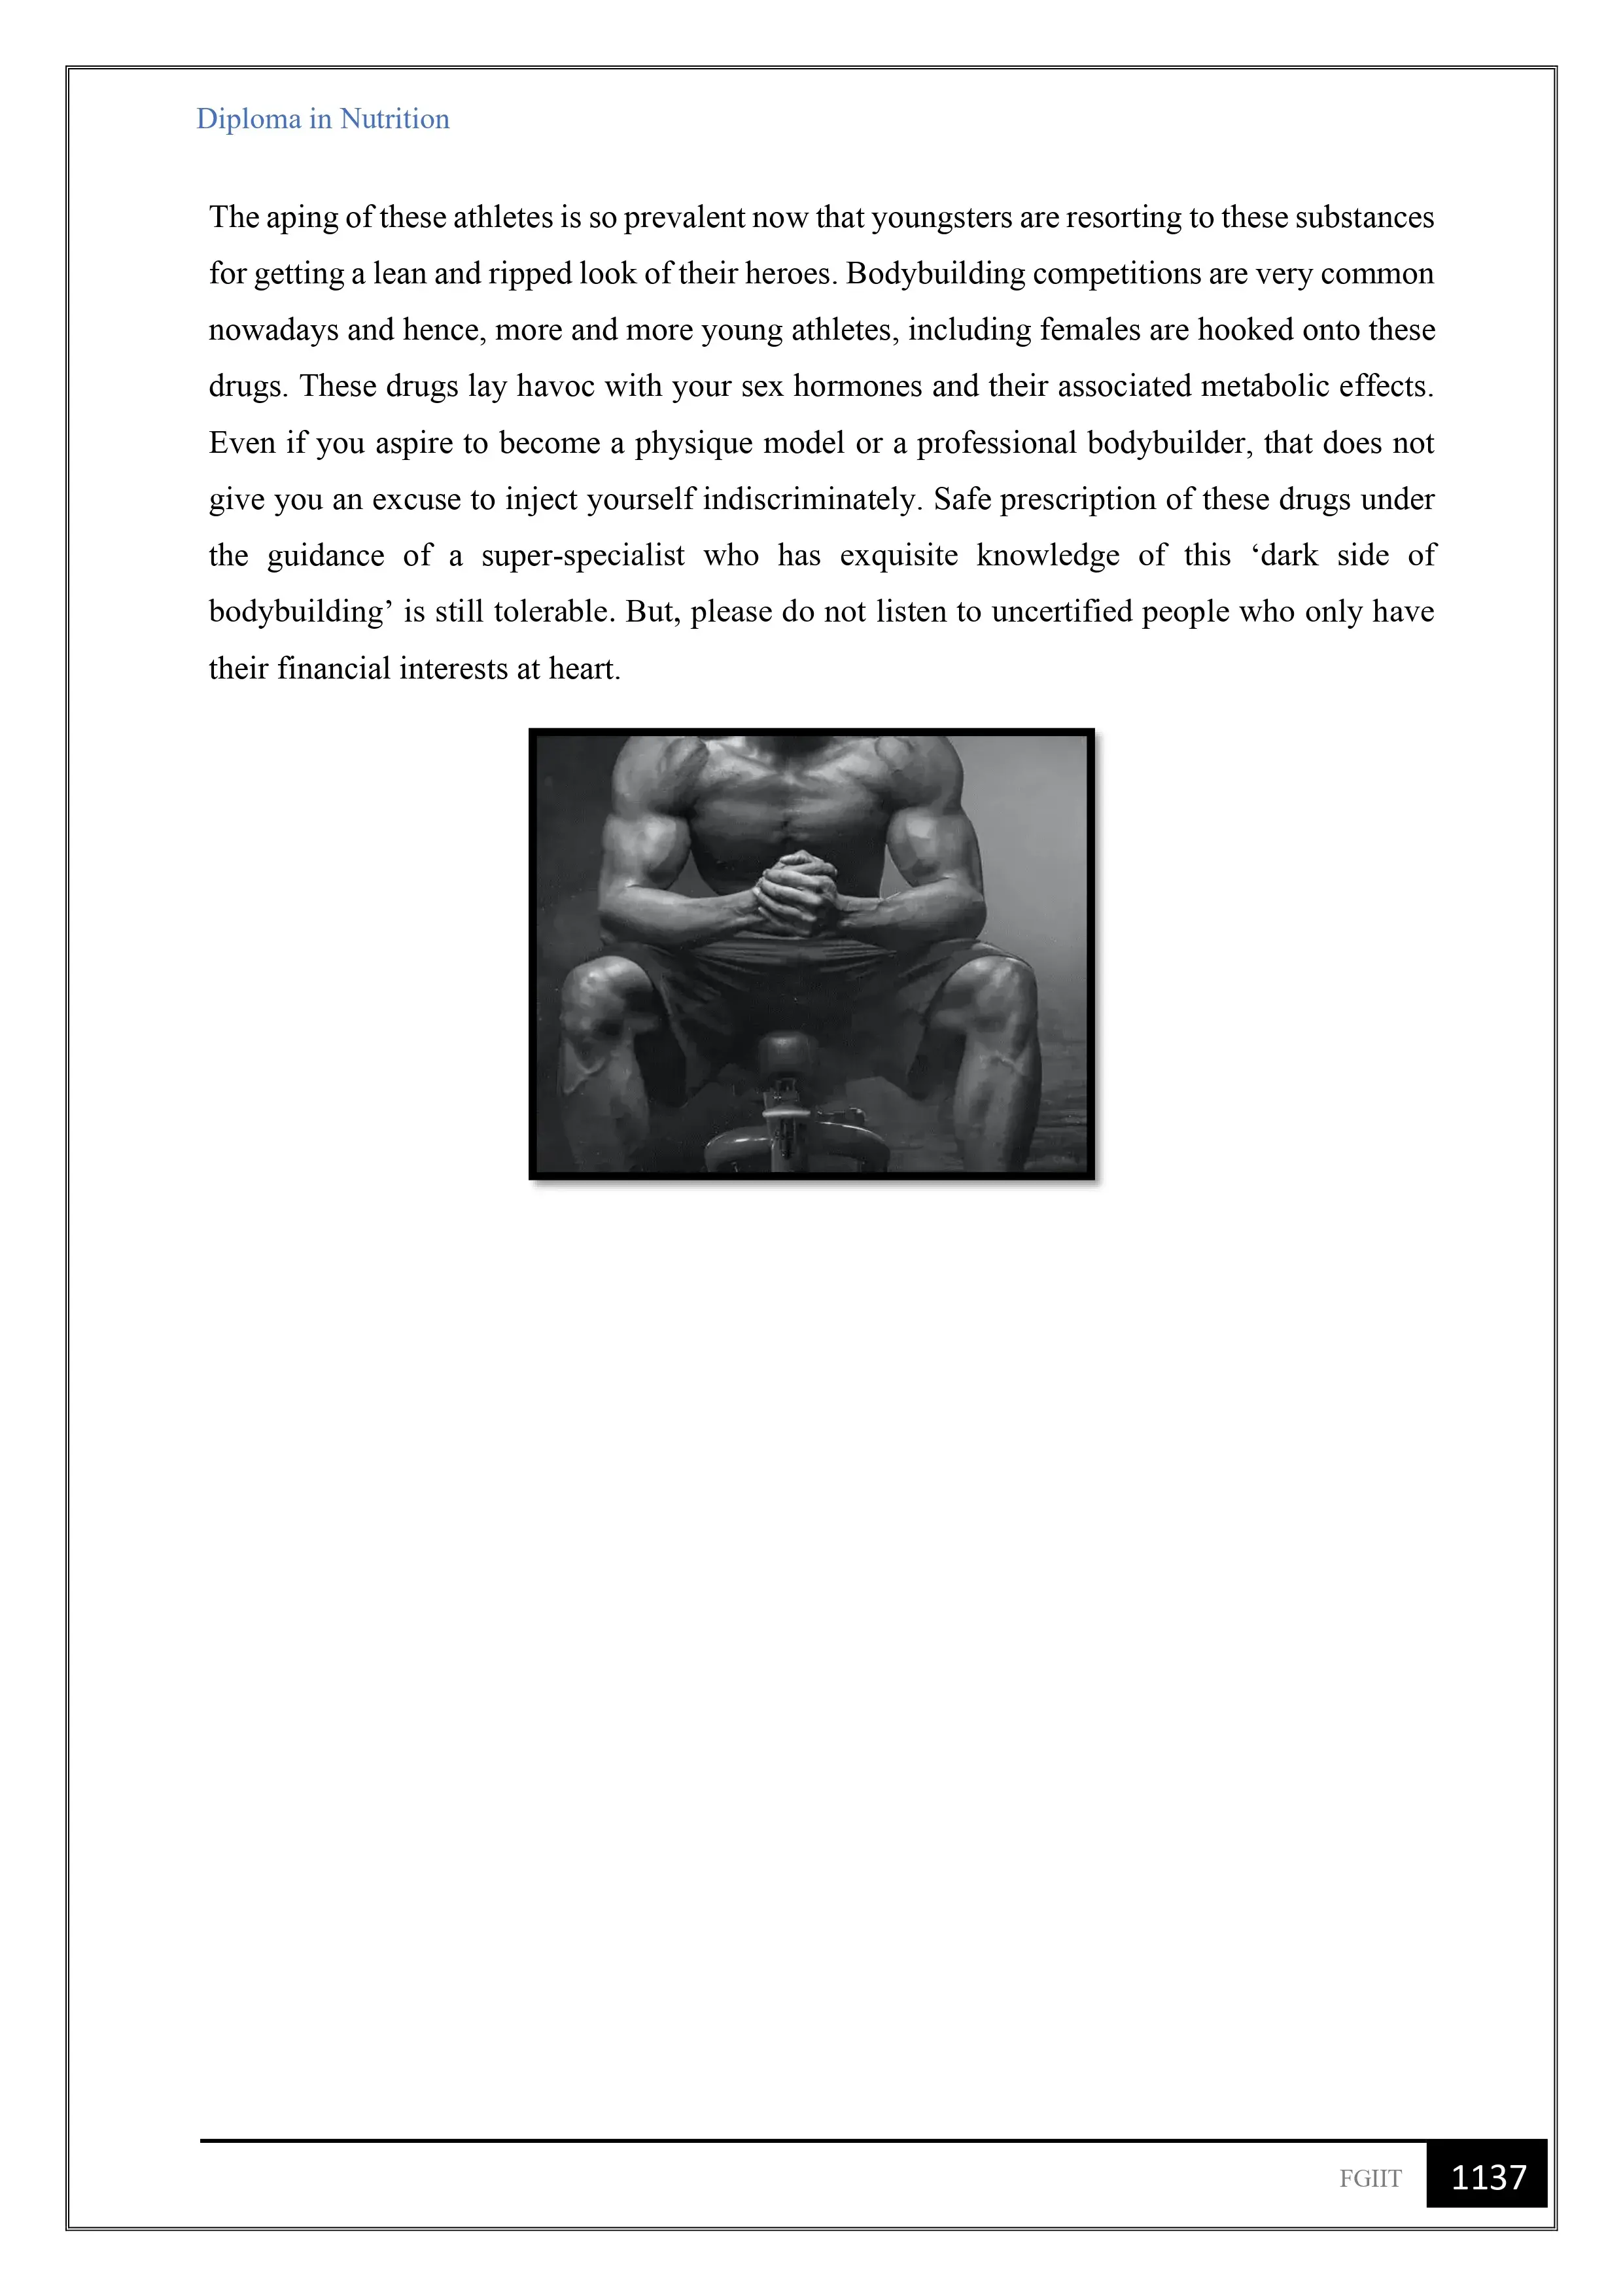 Diploma in Nutrition
The aping of these athletes is so prevalent now that youngsters are resorting to these substances
for getting a lean and ripped look of their heroes. Bodybuilding competitions are very common
nowadays and hence, more and more young athletes, including females are hooked onto these
drugs. These drugs lay havoc with your sex hormones and their associated metabolic effects.
Even if you aspire to become a physique model or a professional bodybuilder, that does not
give you an excuse to inject yourself indiscriminately. Safe prescription of these drugs under
the guidance of a super-specialist who has exquisite knowledge of this ‘dark side of
bodybuilding’ is still tolerable. But, please do not listen to uncertified people who only have
their financial interests at heart.
FGIIT 1137